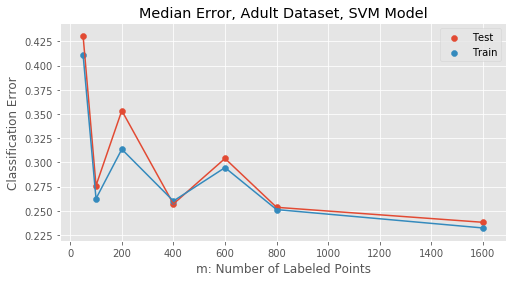 Median Error, Adult Dataset, SVM Model
Test
Train
Classification Error
0.425
0.400
0.375
0.350
0.325
0.300
0.275
0.250
0.225
0 200 400 600 800 1000 1200 1400 1600
m: Number of Labeled Points